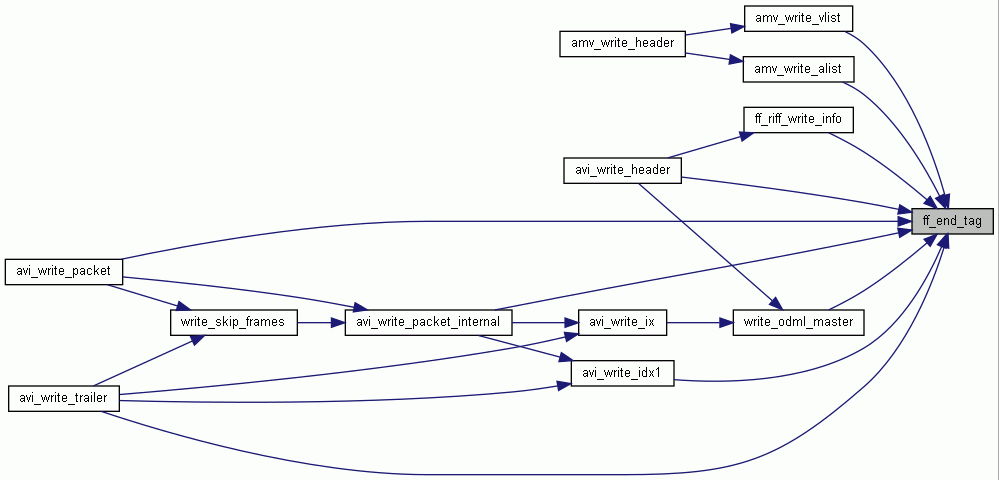 amv_write_vlist
amv_write_header
amv_write_alist
ff_riff_write_info
avi_write_header
ff_end_tag
avi_write_packet
write_skip_frames
avi_write_packet_internal
avi_write_ix
write_odml_master
avi_write_idx1
avi_write_trailer